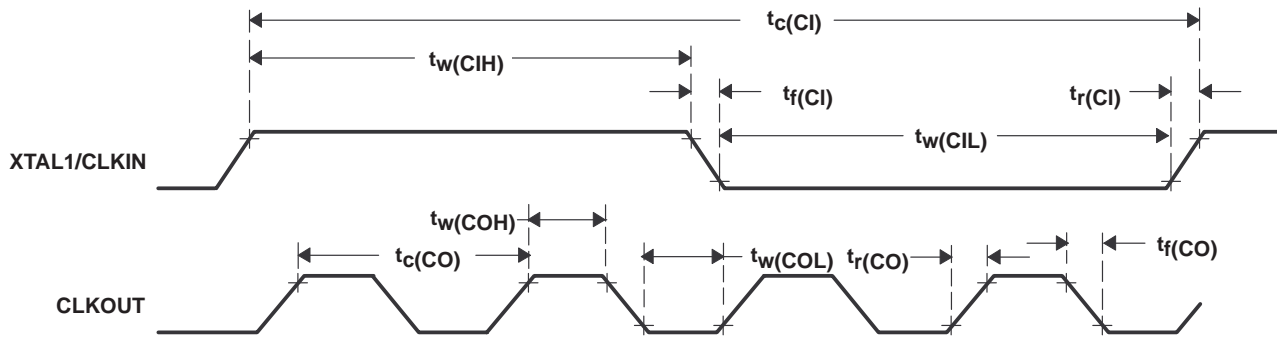 tc(CI)
tw(CIH)
tf(CI)
tr(CI)
tw(CIL)
XTAL1/CLKIN
tw(COH)
tc(CO)
tw(COL)
tr(CO)
tf(CO)
CLKOUT